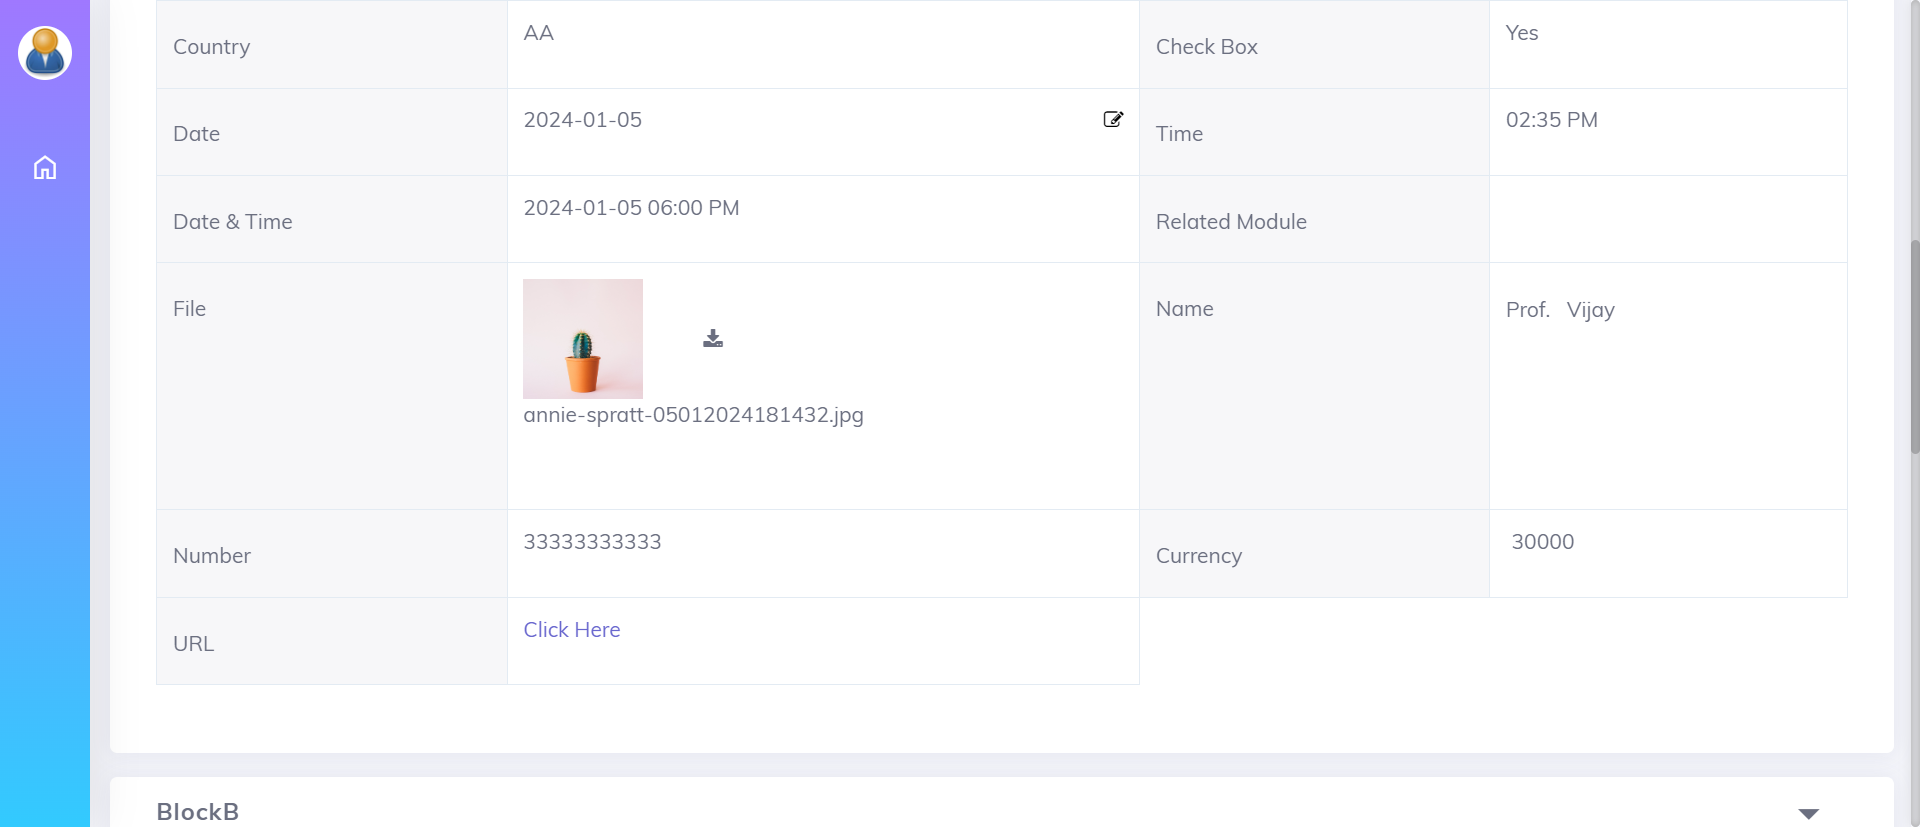 Country
AA
Check Box
Yes
Date
2024-01-05
Time
02:35 PM
Date & Time
2024-01-05 06:00 PM
Related Module
File
annie-spratt-05012024181432.jpg
Name
Prof. Vijay
Number
33333333333
Currency
30000
URL
Click Here
BlockB